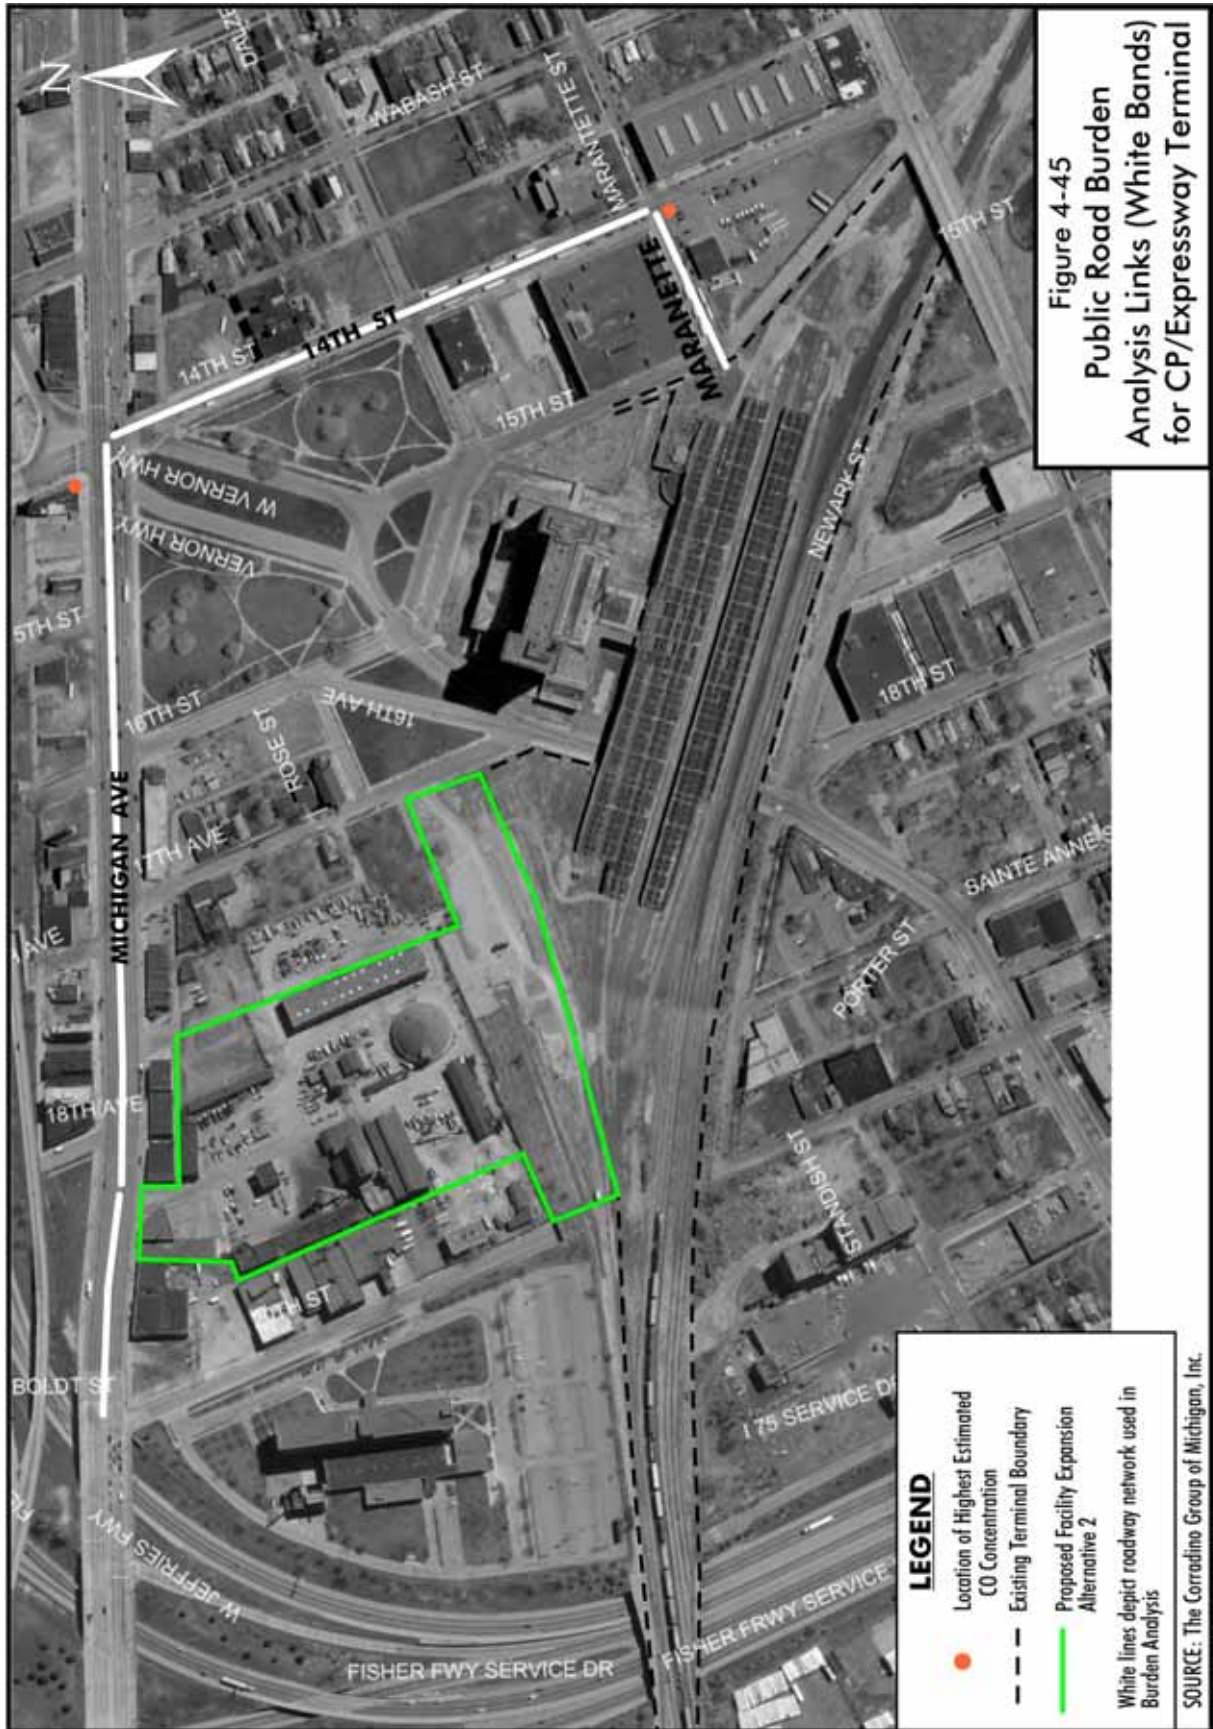 Figure 4-45
Public Road Burden
Analysis Links (White Bands)
for CP/Expressway Terminal
N
DALZE
WABASH ST
MARANTETTE ST
14TH ST
14TH ST
MARANETTE
15TH ST
15TH ST
W VERNOR HWY
VERNOR HWY
5TH ST
16TH ST
16TH AVE
ROSE ST
MICHIGAN AVE
17TH AVE
H AVE
18TH AVE
NEWARK ST
18TH ST
SAINTE ANNE S
PORTER ST
STANDISH ST
TH ST
BOLDT ST
W JEFFRIES FWY
FISHER FWY SERVICE DR
FISHER FRWY SERVICE
I 75 SERVICE D
LEGEND
Location of Highest Estimated
CO Concentration
Existing Terminal Boundary
Proposed Facility Expansion
Alternative 2
White lines depict roadway network used in
Burden Analysis
SOURCE: The Corradino Group of Michigan, Inc.